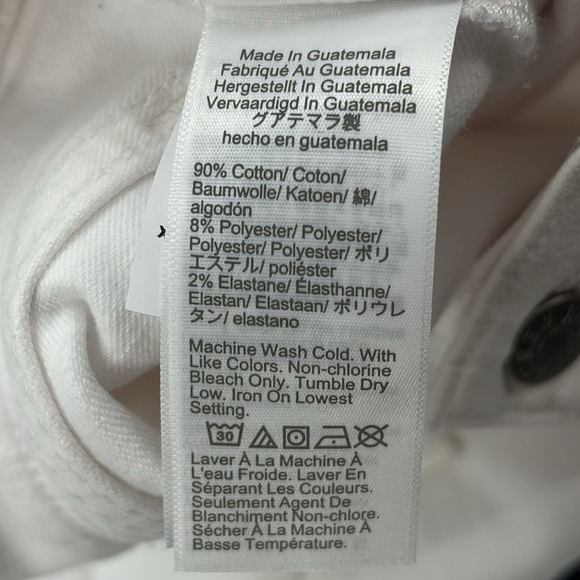 Made In Guatemala
Fabriqué Au Guatemala
Hergestellt In Guatemala
Vervaardigd In Guatemala
グアテマラ製
hecho en guatemala
90% Cotton/ Coton/
Baumwolle/ Katoen/ 綿/
algodón
8% Polyester/ Polyester/
Polyester/ Polyester/ ポリ
エステル/ poliéster
2% Elastane/ Élasthanne/
Elastan/ Elastaan/ ポリウレ
タン/ elastano
Machine Wash Cold. With
Like Colors. Non-chlorine
Bleach Only. Tumble Dry
Low. Iron On Lowest
Setting.
30
Laver À La Machine À
L'eau Froide. Laver En
Séparant Les Couleurs.
Seulement Agent De
Blanchiment Non-chlore.
Sécher À La Machine À
Basse Température.